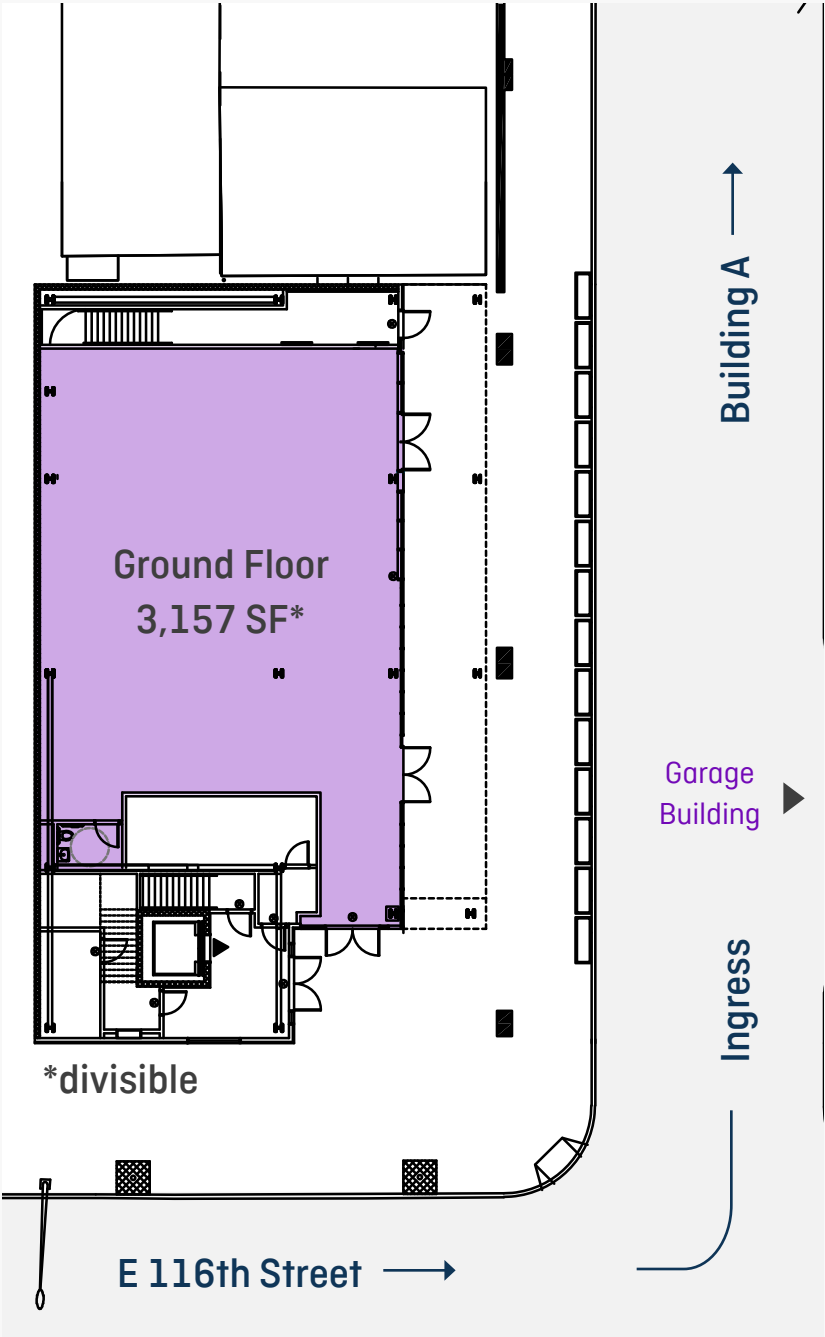 Building A
Ground Floor
3,157 SF*
Garage
Building
Ingress
*divisible
E 116th Street